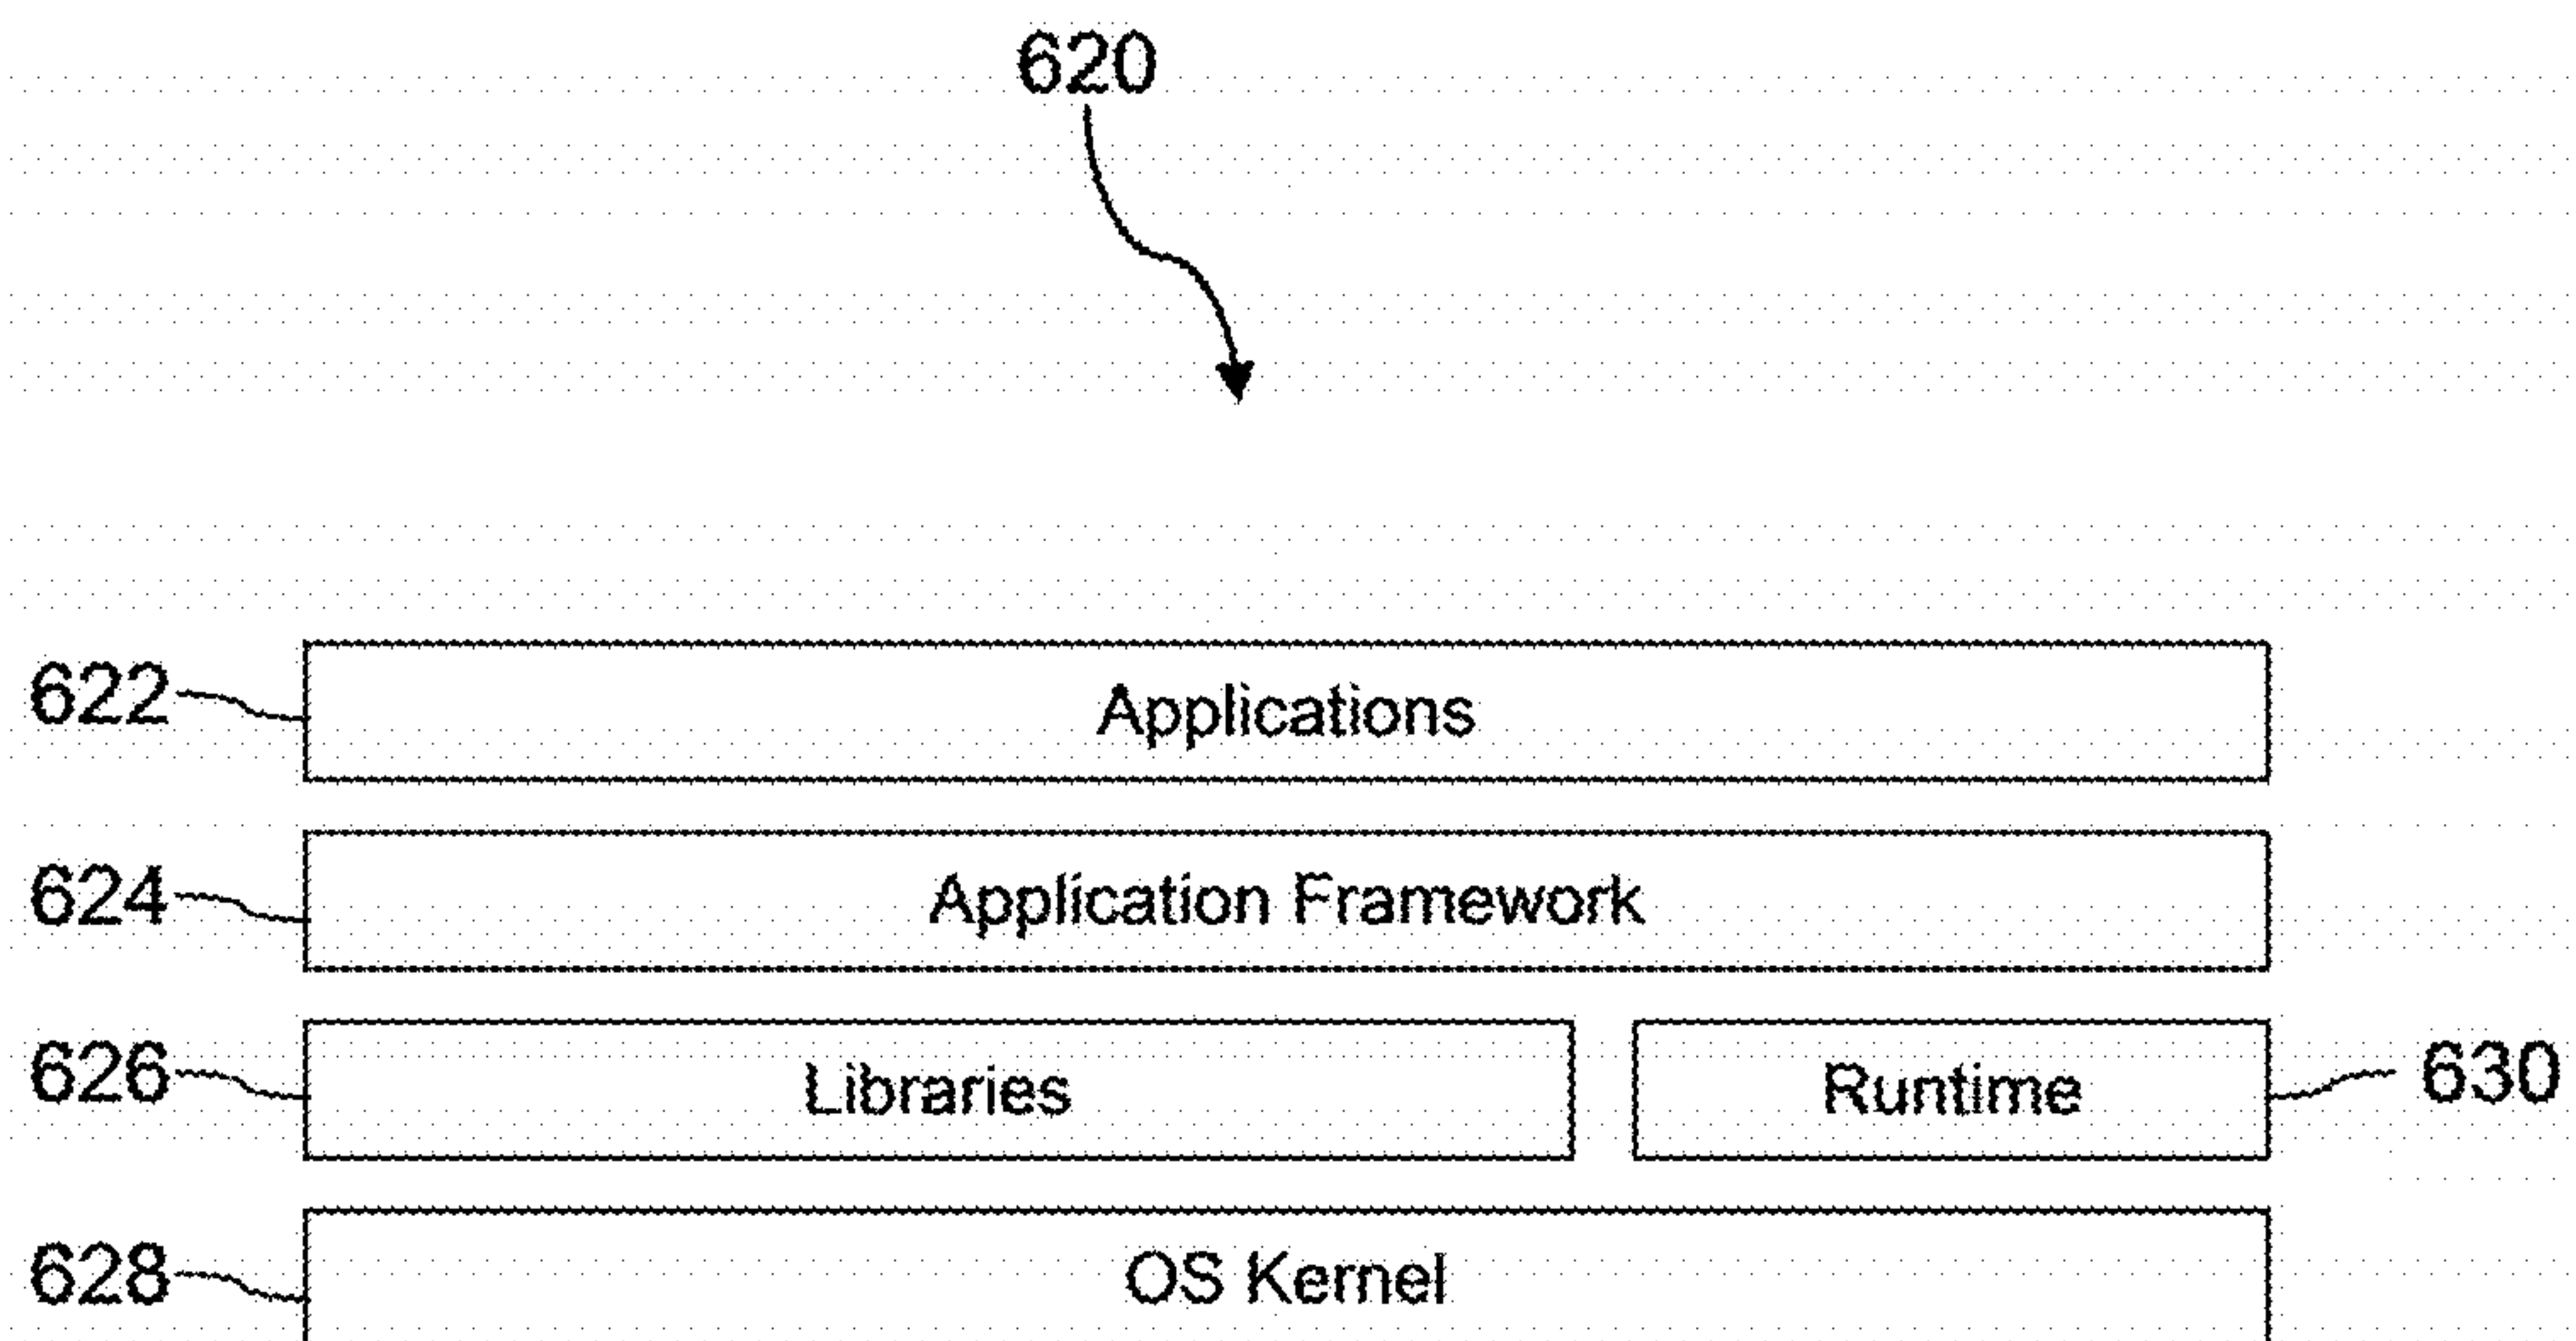 620
622 Applications
624 Application Framework
626 Libraries Runtime 630
628 OS Kernel